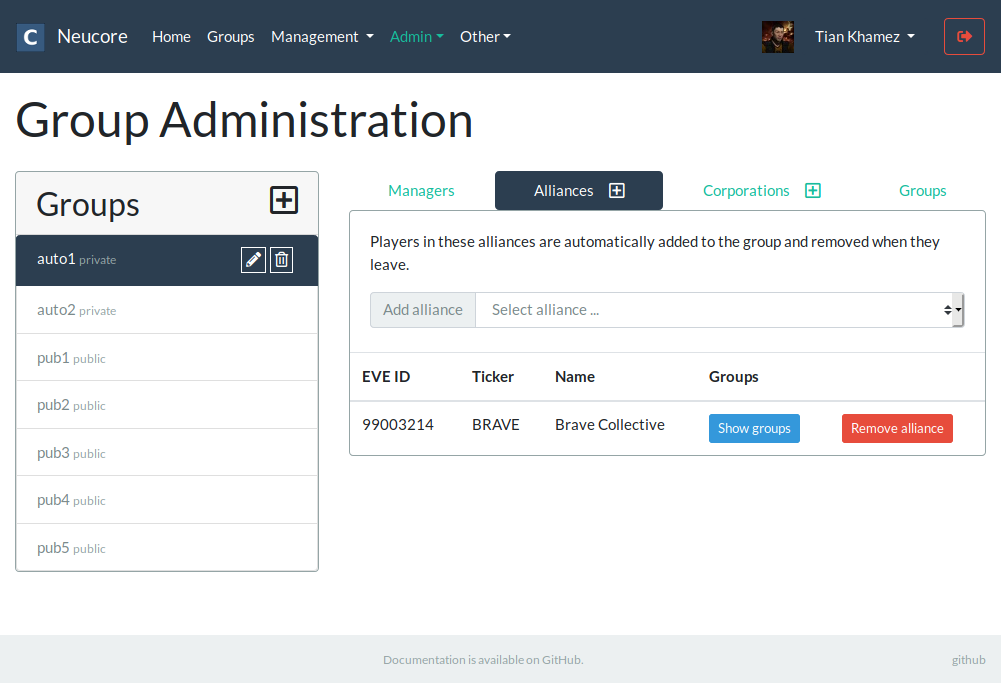 C Neucore Home Groups Management Admin Other Tian Khamez
Group Administration
Groups
auto1 private
auto2 private
pub1 public
pub2 public
pub3 public
pub4 public
pub5 public
Managers Alliances Corporations Groups
Players in these alliances are automatically added to the group and removed when they
leave.
Add alliance Select alliance ...
EVE ID Ticker Name Groups
99003214 BRAVE Brave Collective Show groups Remove alliance
Documentation is available on GitHub. github